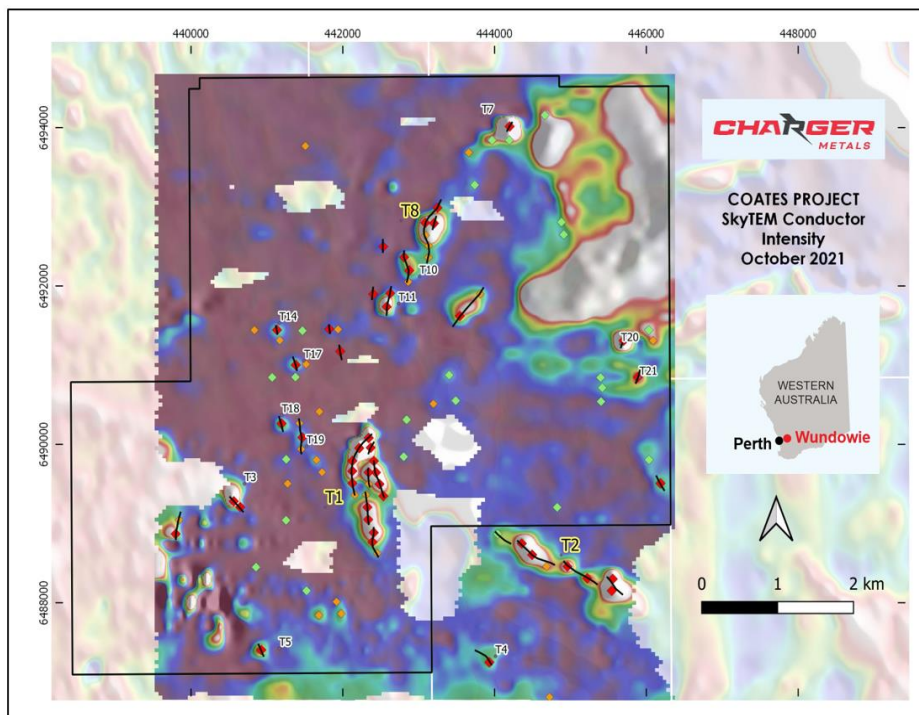 440000 442000 444000 446000 448000
6494000
6492000
6490000
6488000
T7
T8
T10
T11
T14
T17
T18
T19
T20
T21
T3
T1
T2
T5
T4
CHARGER
METALS
COATES PROJECT
SkyTEM Conductor
Intensity
October 2021
WESTERN
AUSTRALIA
Perth Wundowie
0 1 2 km